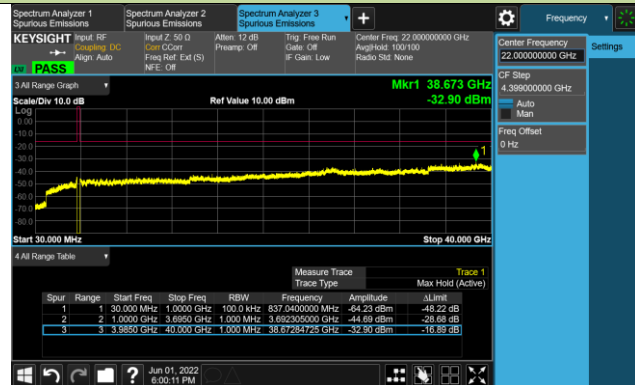 Spectrum Analyzer 1
Spurious Emissions
Spectrum Analyzer 2
Spurious Emissions
Spectrum Analyzer 3
Spurious Emissions
Frequency
KEYSIGHT
Input: RF
Coupling: DC
Align: Auto
Input Z: 50 Ω
Corr CCorr
Freq Ref: Ext (S)
NFE: Off
Atten: 12 dB
Preamp: Off
Trig: Free Run
Gate: Off
IF Gain: Low
Center Freq: 22.000000000 GHz
Avg|Hold: 100/100
Radio Std: None
PASS
Center Frequency
22.000000000 GHz
Settings
CF Step
4.399000000 GHz
Auto
Man
Freq Offset
0 Hz
3 All Range Graph
Mkr1 38.673 GHz
Scale/Div 10.0 dB
Ref Value 10.00 dBm
-32.90 dBm
Log
0.00
-10.0
-20.0
-30.0
-40.0
-50.0
-60.0
-70.0
-80.0
1
Start 30.000 MHz
Stop 40.000 GHz
4 All Range Table
Measure Trace Trace 1
Trace Type Max Hold (Active)
Spur Range Start Freq Stop Freq RBW Frequency Amplitude ΔLimit
1 1 30.000 MHz 1.0000 GHz 100.0 kHz 837.0400000 MHz -64.23 dBm -48.22 dB
2 2 1.0000 GHz 3.6950 GHz 1.000 MHz 3.692305000 GHz -44.69 dBm -28.68 dB
3 3 3.9850 GHz 40.000 GHz 1.000 MHz 38.67284725 GHz -32.90 dBm -16.89 dB
Jun 01, 2022
6:00:11 PM